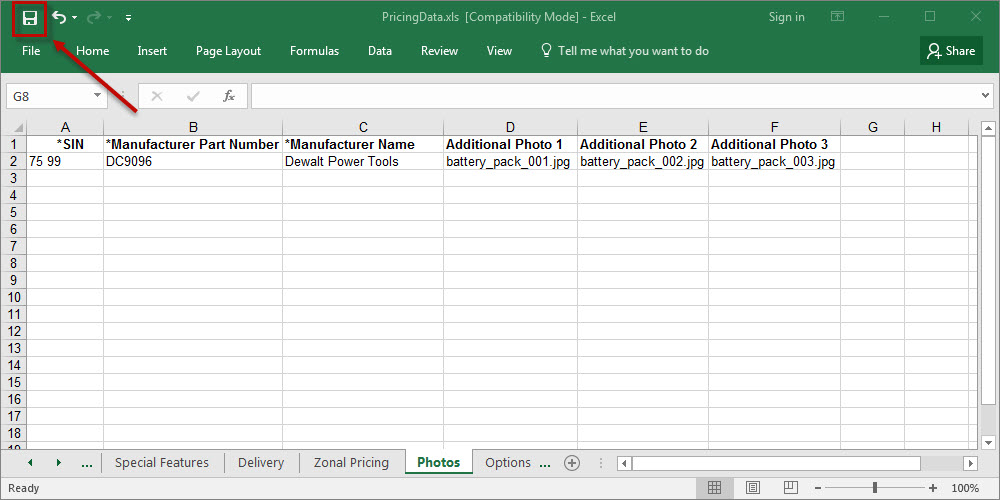 PricingData.xls [Compatibility Mode] - Excel Sign in
File Home Insert Page Layout Formulas Data Review View Tell me what you want to do Share
G8 fx
A B C D E F G H
1 *SIN *Manufacturer Part Number *Manufacturer Name Additional Photo 1 Additional Photo 2 Additional Photo 3
2 75 99 DC9096 Dewalt Power Tools battery_pack_001.jpg battery_pack_002.jpg battery_pack_003.jpg
3
4
5
6
7
8
9
10
11
12
13
14
15
16
17
18
19
... Special Features Delivery Zonal Pricing Photos Options ...
Ready 100%